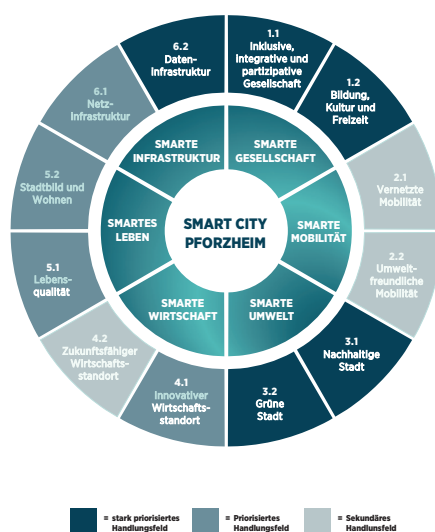 6.2
Daten-
Infrastruktur
1.1
Inklusive,
Integrative und
partizipative
Gesellschaft
1.2
Bildung,
Kultur und
Freizeit
2.1
Vernetzte
Mobilität
2.2
Umwelt-
freundliche
Mobilität
3.1
Nachhaltige
Stadt
3.2
Grüne
Stadt
4.1
Innovativer
Wirtschafts-
standort
4.2
Zukunftsfähiger
Wirtschafts-
standort
5.1
Lebens-
qualität
5.2
Stadtbild und
Wohnen
6.1
Netz-
Infrastruktur
SMARTE
INFRASTRUKTUR
SMARTE
GESELLSCHAFT
SMARTE
MOBILITÄT
SMARTE
UMWELT
SMARTE
WIRTSCHAFT
SMARTES
LEBEN
SMART CITY
PFORZHEIM
= stark priorisiertes
Handlungsfeld
= Priorisiertes
Handlungsfeld
= Sekundäres
Handlunsfeld